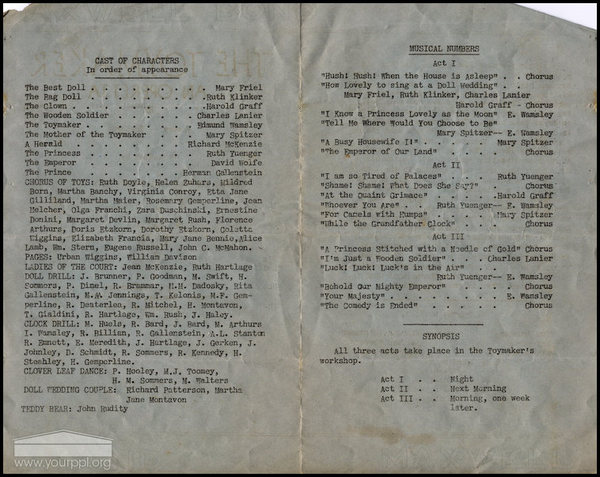 CAST OF CHARACTERS
In order of appearance
The Best Doll . . . . . . . . . . . Mary Friel
The Rag Doll . . . . . . . . . . . Ruth Klinker
The Clown . . . . . . . . . . . . Harold Graff
The Wooden Soldier . . . . . . . . Charles Lanier
The Toymaker . . . . . . . . . . . Edmund Wansley
The Mother of the Toymaker . . . . Mary Spitzer
A Herald . . . . . . . . . . . . Richard McKenzie
The Princess . . . . . . . . . . . Ruth Yuenger
The Emperor . . . . . . . . . . . David Wolfe
The Prince . . . . . . . . . . . Herman Gallenstein
CHORUS OF TOYS: Ruth Doyle, Helen Zuhars, Mildred
Born, Martha Banchy, Virginia Conroy, Etta Jane
Gilliland, Martha Maier, Rosemary Gemperline, Jean
Melcher, Olga Franchi, Zara Duschinski, Ernestine
Donini, Margaret Devlin, Margaret Rush, Florence
Arthurs, Doris Etzkorn, Dorothy Etzkorn, Coletta
Wiggins, Elizabeth Francia, Mary Jane Rennie, Alice
Lamb, Wm. Stern, Eugene Russell, John C. McMahon.
PAGES: Urban Wiggins, William Davison
LADIES OF THE COURT: Jean McKenzie, Ruth Hartlage
DOLL DRILL: J. Brunner, P. Goodman, M. Swift, H.
Sommers, P. Dinel, R. Brammar, M.M. Dadosky, Rita
Gallenstein, M.A. Jennings, T. Kelonis, M.F. Gem-
perline, R. Desterlen, R. Mitchel, H. Montavon,
T. Gialdini, R. Hartlage, Wm. Rush, J. Haley.
CLOCK DRILL: M. Huels, R. Bard, J. Bard, M. Arthurs
I. Wamsley, R. Billian, R. Gallenstein, A.L. Stanton
R. Emnett, E. Meredith, J. Hartlage, J. Gerken, J.
Johnley, D. Schmidt, R. Sommers, R. Kennedy, H.
Steahley, H. Gemperline.
CLOVER LEAF DANCE: P. Hooley, M.J. Toomey,
H. M. Sommers, M. Walters
DOLL WEDDING COUPLE: Richard Patterson, Martha
Jane Montavon
TEDDY BEAR: John Hudity
www.yourppl.org
MUSICAL NUMBERS
Act I
"Hush! Hush! When the House is Asleep" . . Chorus
"How Lovely to sing at a Doll Wedding" .
Mary Friel, Ruth Klinker, Charles Lanier
Harold Graff - Chorus
"I Know a Princess Lovely as the Moon" E. Wamsley
"Tell Me Where Would You Choose to Be"
Mary Spitzer-- E. Wamsley
"A Busy Housewife I!" . . . Mary Spitzer
"The Emperor of Our Land" . . . . Chorus
Act II
"I am so Tired of Palaces" . . . Ruth Yuenger
"Shame! Shame! What Does She Say?" . Chorus
"At the Quaint Grimace" . . . . Harold Graff
"Whoever You Are" . . Ruth Yuenger-- E. Wamsley
"For Camels with Humps" . . . Mary Spitzer
"While the Grandfather Clock" . . . Chorus
Act III
"A Princess Stitched with a Needle of Gold" Chorus
"I'm Just a Wooden Soldier" . . Charles Lanier
"Luck! Luck! Luck's in the Air" . .
Ruth Yuenger-- E. Wamsley
"Behold Our Mighty Emperor" . . . . Chorus
"Your Majesty" . . . . . . . E. Wamsley
"The Comedy is Ended" . . . . . . Chorus
SYNOPSIS
All three acts take place in the Toymaker's
workshop.
Act I . . Night
Act II . . Next Morning
Act III . . Morning, one week
later.